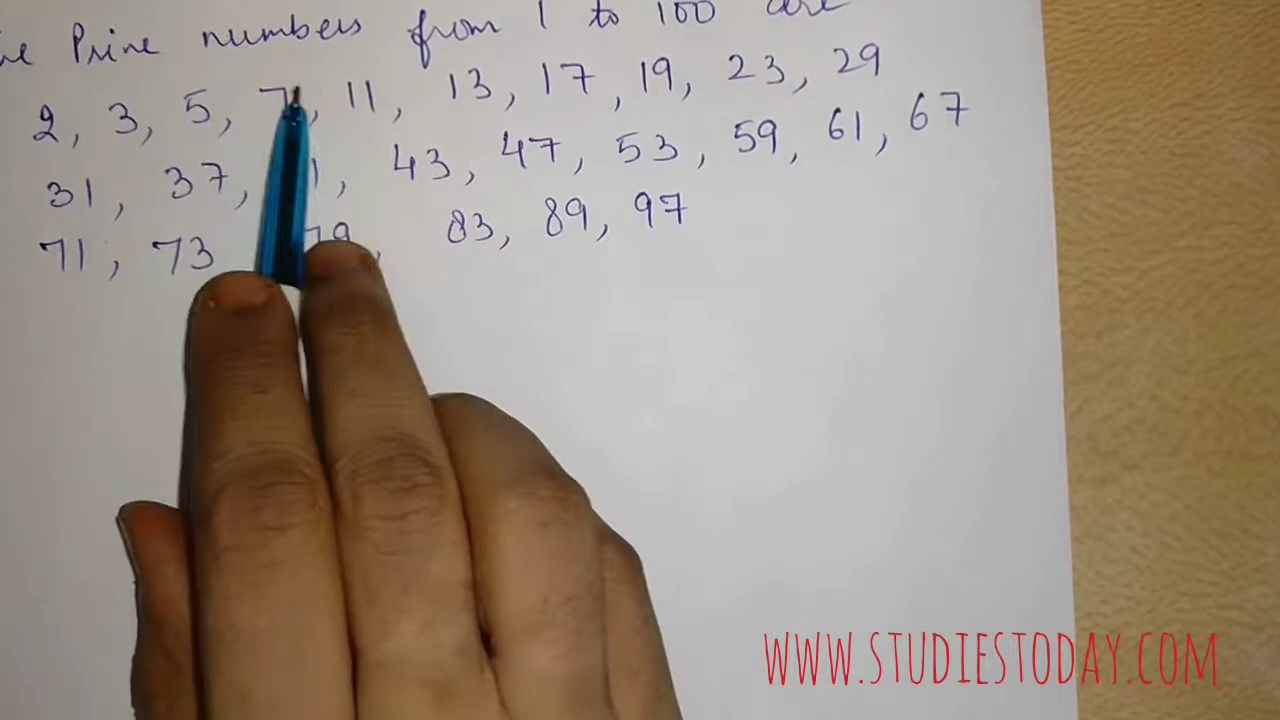 Prime numbers from 1 to 100 are
2, 3, 5, 7, 11, 13, 17, 19, 23, 29
31, 37, 43, 47, 53, 59, 61, 67
71, 73 79, 83, 89, 97
www.studiestoday.com